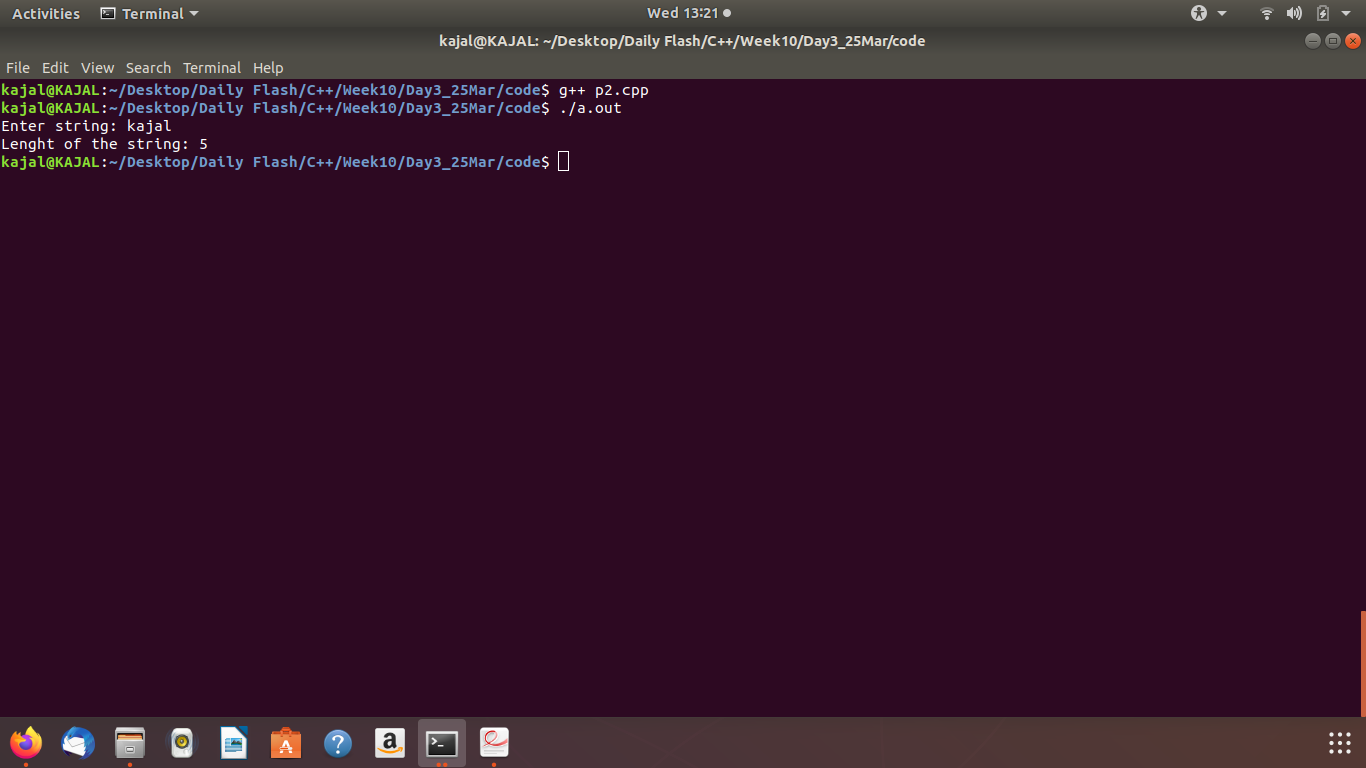 Activities Terminal Wed 13:21
kajal@KAJAL: ~/Desktop/Daily Flash/C++/Week10/Day3_25Mar/code
File Edit View Search Terminal Help
kajal@KAJAL:~/Desktop/Daily Flash/C++/Week10/Day3_25Mar/code$ g++ p2.cpp
kajal@KAJAL:~/Desktop/Daily Flash/C++/Week10/Day3_25Mar/code$ ./a.out
Enter string: kajal
Lenght of the string: 5
kajal@KAJAL:~/Desktop/Daily Flash/C++/Week10/Day3_25Mar/code$